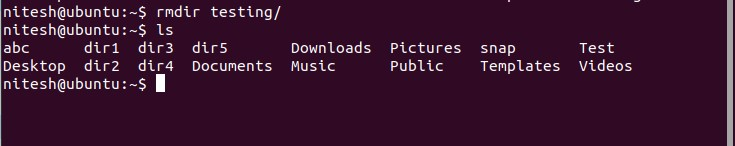 nitesh@ubuntu:~$ rmdir testing/
nitesh@ubuntu:~$ ls
abc      dir1  dir3  dir5       Downloads  Pictures  snap       Test
Desktop  dir2  dir4  Documents  Music      Public    Templates  Videos
nitesh@ubuntu:~$